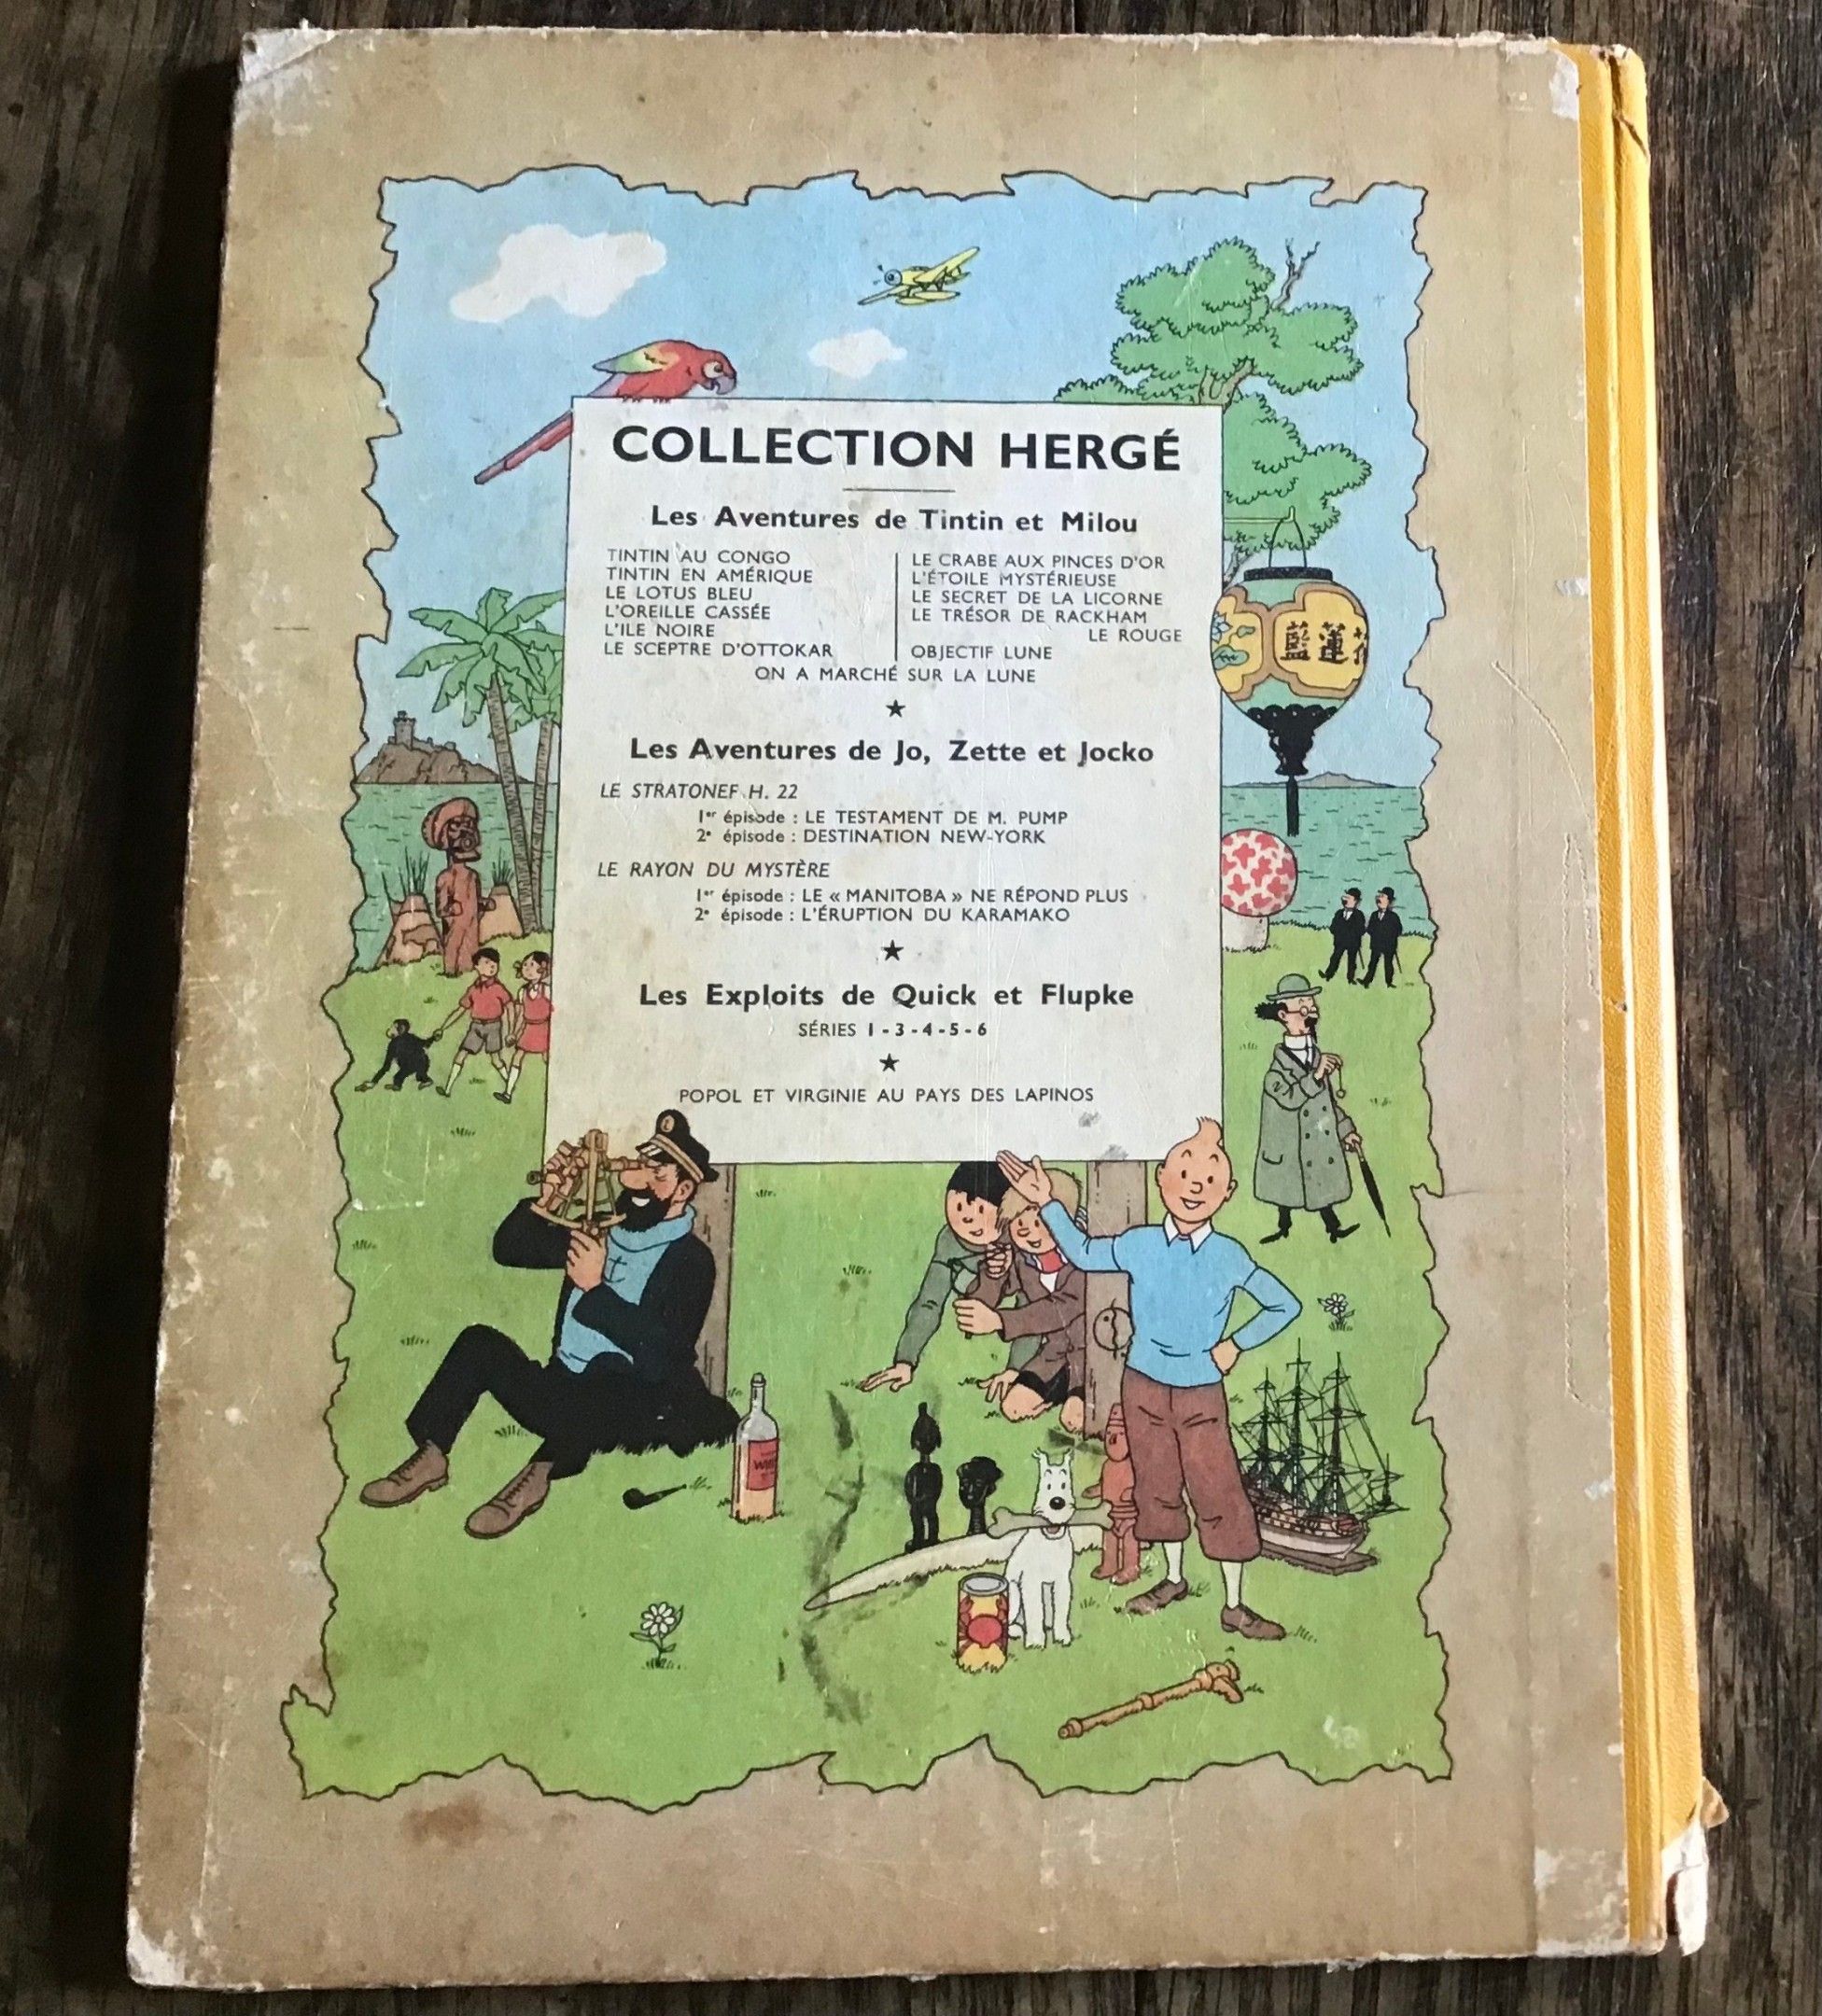 COLLECTION HERGÉ
Les Aventures de Tintin et Milou
TINTIN AU CONGO
TINTIN EN AMÉRIQUE
LE LOTUS BLEU
L'OREILLE CASSÉE
L'ILE NOIRE
LE SCEPTRE D'OTTOKAR
LE CRABE AUX PINCES D'OR
L'ÉTOILE MYSTÉRIEUSE
LE SECRET DE LA LICORNE
LE TRÉSOR DE RACKHAM
LE ROUGE
OBJECTIF LUNE
ON A MARCHÉ SUR LA LUNE
Les Aventures de Jo, Zette et Jocko
LE STRATONEF H. 22
1er épisode : LE TESTAMENT DE M. PUMP
2e épisode : DESTINATION NEW-YORK
LE RAYON DU MYSTÈRE
1er épisode : LE « MANITOBA » NE RÉPOND PLUS
2e épisode : L'ÉRUPTION DU KARAMAKO
Les Exploits de Quick et Flupke
SÉRIES 1 - 3 - 4 - 5 - 6
POPOL ET VIRGINIE AU PAYS DES LAPINOS
藍蓮